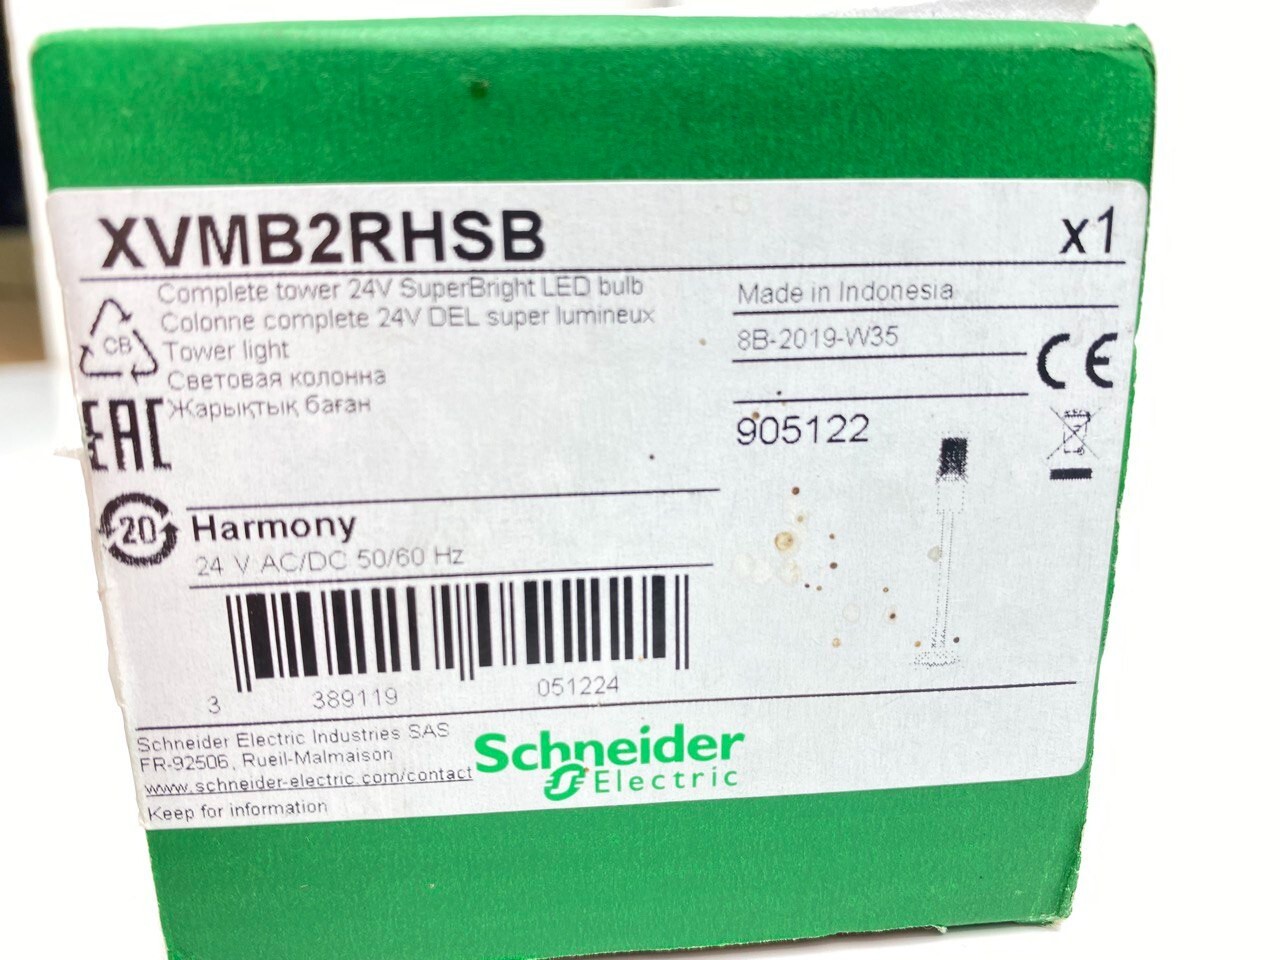 XVMB2RHSB
x1
Complete tower 24V SuperBright LED bulb
Colonne complete 24V DEL super lumineux
Tower light
Световая колонна
Жарықтық баған
CB
EAC
20
Made in Indonesia
8B-2019-W35
CE
905122
Harmony
24 V AC/DC 50/60 Hz
3 389119 051224
Schneider Electric Industries SAS
FR-92506, Rueil-Malmaison
www.schneider-electric.com/contact
Keep for information
Schneider
Electric